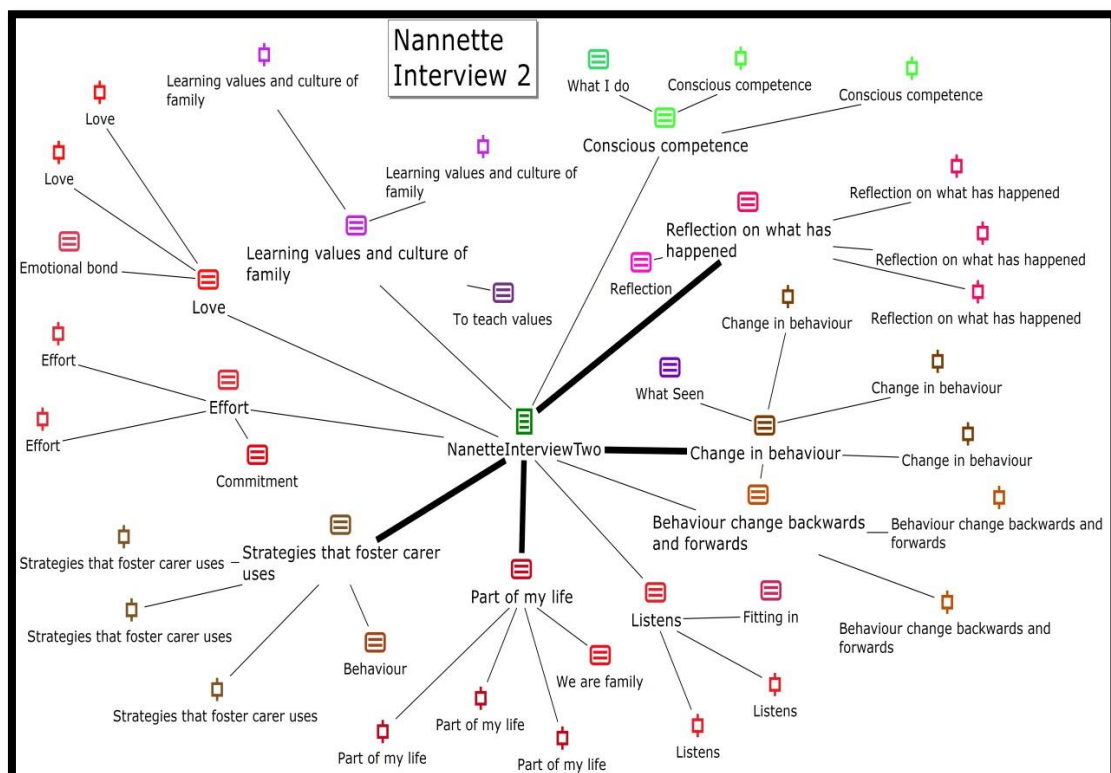 Nannette
Interview 2
Learning values and culture of
family
Love
Love
Emotional bond
Love
Learning values and culture of
family
Learning values and culture of
family
To teach values
What I do
Conscious competence
Conscious competence
Conscious competence
Reflection on what has happened
Reflection on what has
happened
Reflection
Reflection on what has happened
Reflection on what has happened
Change in behaviour
What Seen
Change in behaviour
Change in behaviour
Change in behaviour
Effort
Effort
Effort
Commitment
NanetteInterviewTwo
Behaviour change backwards
and forwards
Behaviour change backwards and
forwards
Behaviour change backwards and
forwards
Strategies that foster carer uses
Strategies that foster carer
uses
Strategies that foster carer uses
Strategies that foster carer uses
Behaviour
Part of my life
We are family
Part of my life
Part of my life
Part of my life
Listens
Fitting in
Listens
Listens